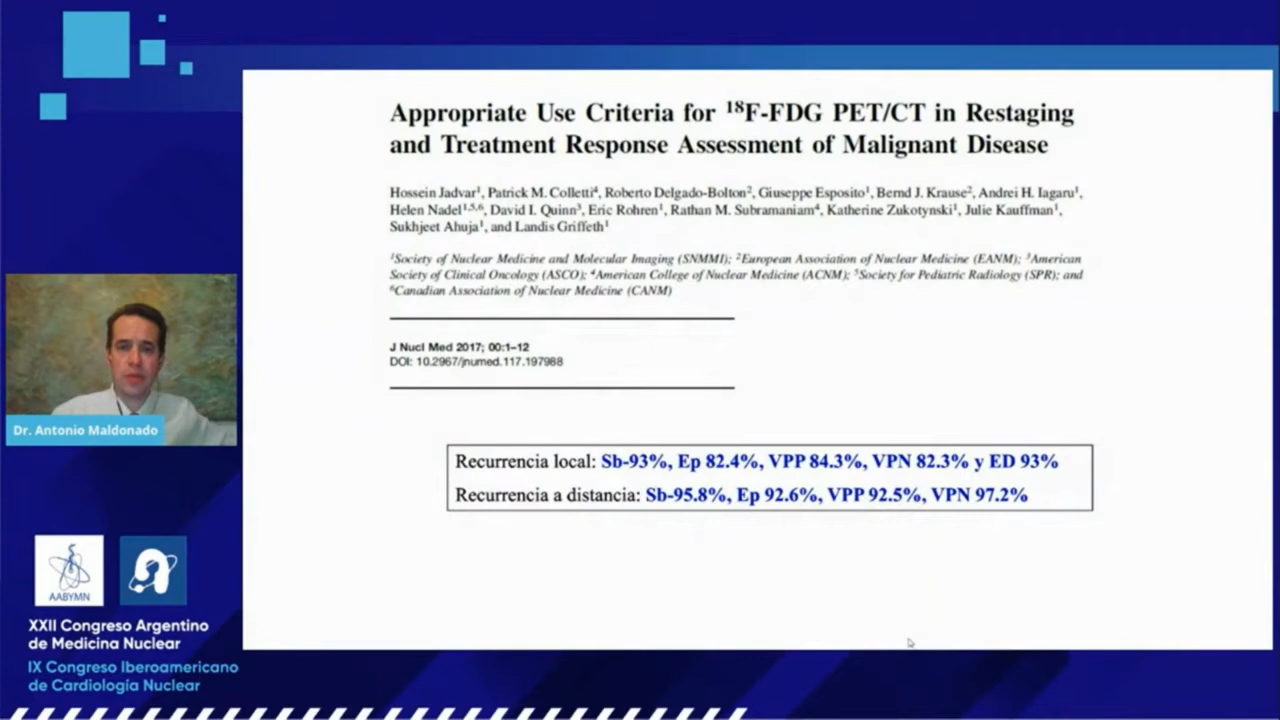 Appropriate Use Criteria for ¹⁸F-FDG PET/CT in Restaging
and Treatment Response Assessment of Malignant Disease
Hossein Jadvar¹, Patrick M. Colletti⁴, Roberto Delgado-Bolton², Giuseppe Esposito¹, Bernd J. Krause², Andrei H. Iagaru¹,
Helen Nadel¹,⁵,⁶, David I. Quinn³, Eric Rohren¹, Rathan M. Subramaniam⁴, Katherine Zukotynski¹, Julie Kauffman¹,
Sukhjeet Ahuja¹, and Landis Griffeth¹
¹Society of Nuclear Medicine and Molecular Imaging (SNMMI); ²European Association of Nuclear Medicine (EANM); ³American
Society of Clinical Oncology (ASCO); ⁴American College of Nuclear Medicine (ACNM); ⁵Society for Pediatric Radiology (SPR); and
⁶Canadian Association of Nuclear Medicine (CANM)
J Nucl Med 2017; 00:1–12
DOI: 10.2967/jnumed.117.197988
Dr. Antonio Maldonado
Recurrencia local: Sb-93%, Ep 82.4%, VPP 84.3%, VPN 82.3% y ED 93%
Recurrencia a distancia: Sb-95.8%, Ep 92.6%, VPP 92.5%, VPN 97.2%
AABYMN
XXII Congreso Argentino
de Medicina Nuclear
IX Congreso Iberoamericano
de Cardiología Nuclear